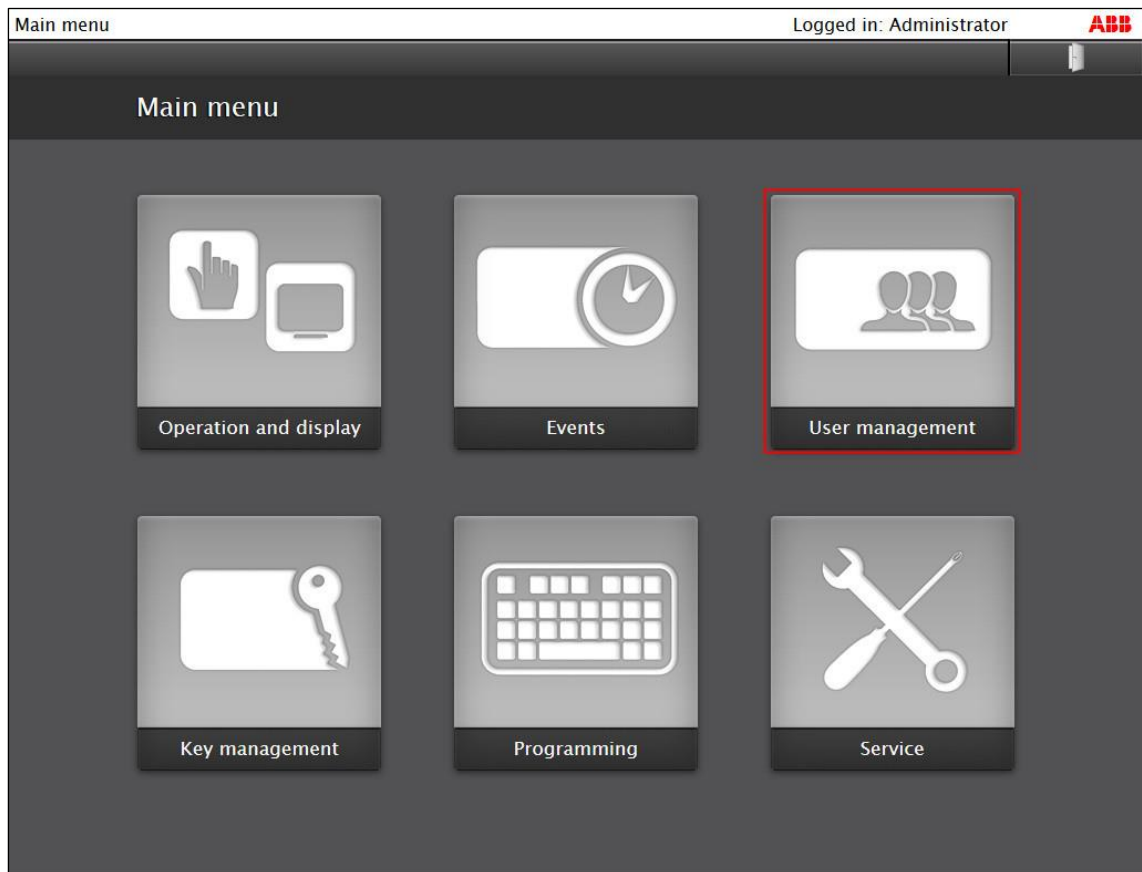 Main menu
Logged in: Administrator
ABB
Main menu
Operation and display
Events
User management
Key management
Programming
Service